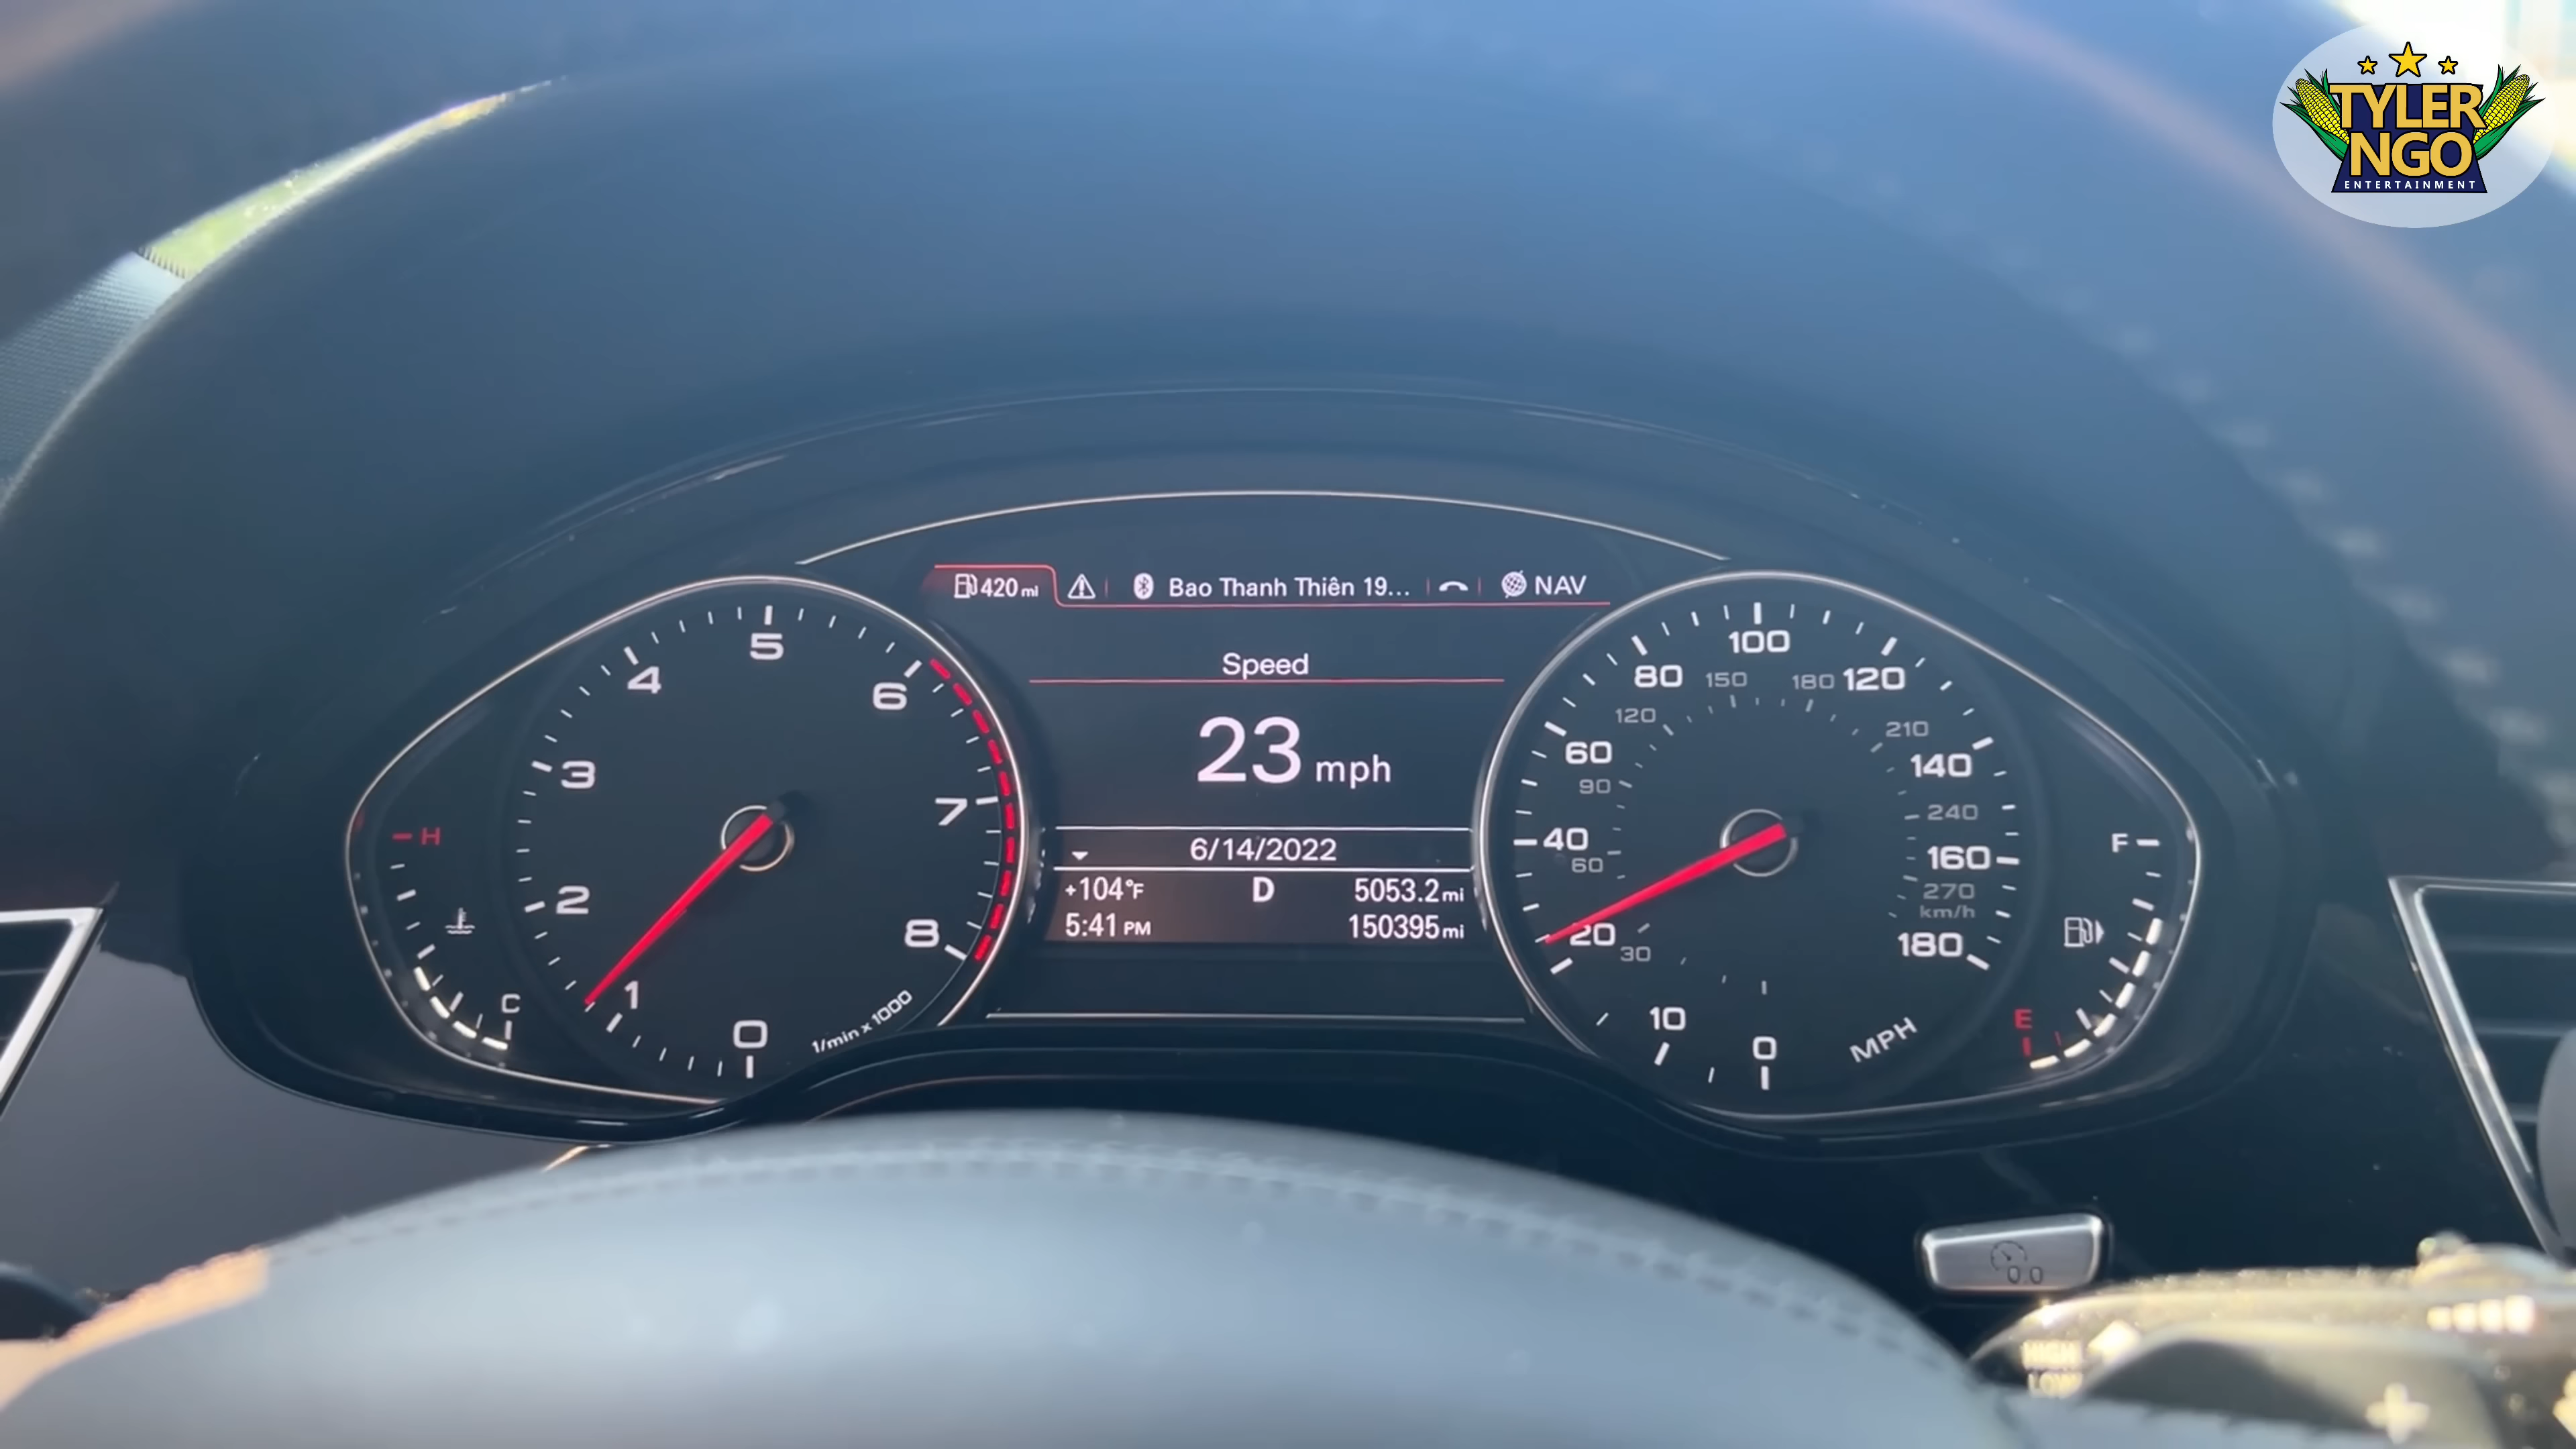 TYLER
NGO
ENTERTAINMENT
420 mi
Bao Thanh Thiên 19...
NAV
Speed
23 mph
6/14/2022
+104°F D 5053.2 mi
5:41 PM 150395 mi
0 1 2 3 4 5 6 7 8
1/min x 1000
H
C
0 10 20 40 60 80 100 120 140 160 180
MPH
30 60 90 120 150 180 210 240 270
km/h
F
E
HIGH
LOW